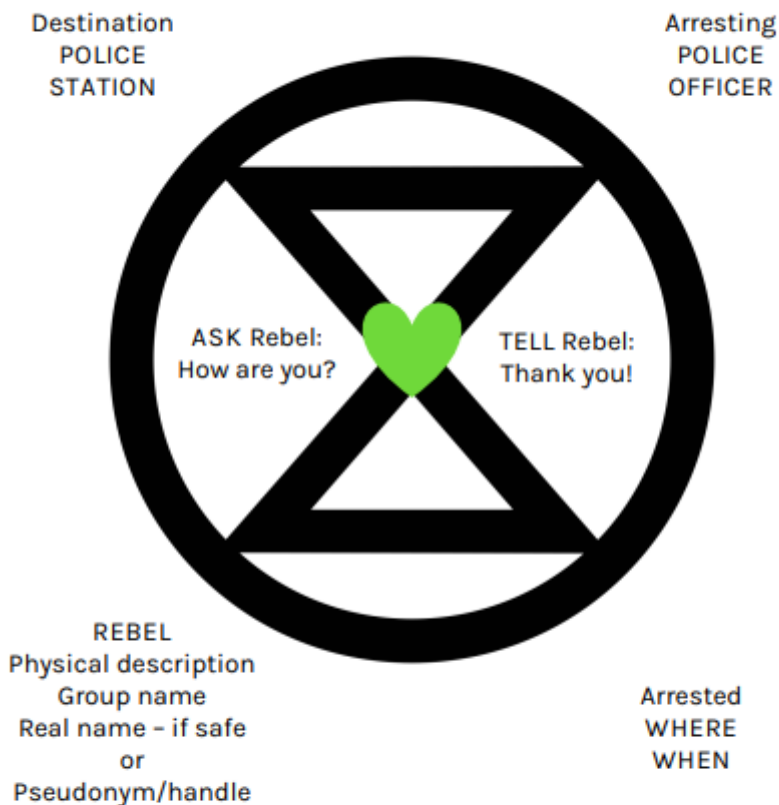 Destination
POLICE
STATION
Arresting
POLICE
OFFICER
ASK Rebel:
How are you?
TELL Rebel:
Thank you!
REBEL
Physical description
Group name
Real name – if safe
or
Pseudonym/handle
Arrested
WHERE
WHEN